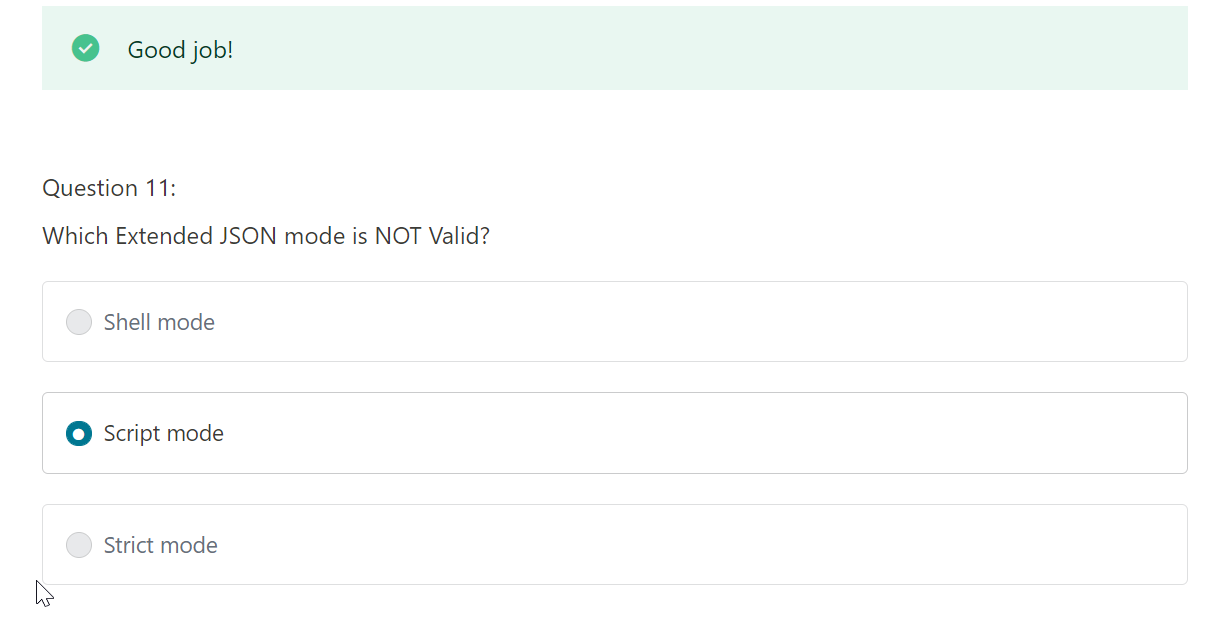 Good job!
Question 11:
Which Extended JSON mode is NOT Valid?
Shell mode
Script mode
Strict mode